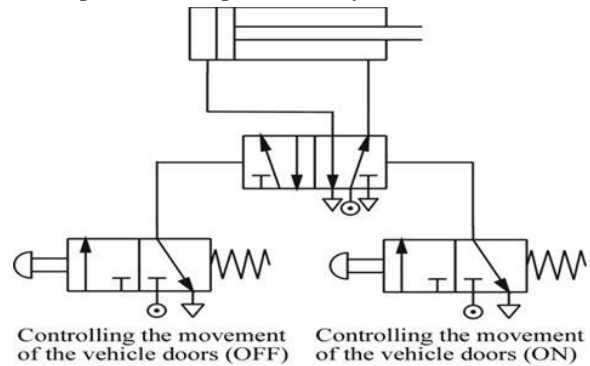 Controlling the movement
of the vehicle doors (OFF)
Controlling the movement
of the vehicle doors (ON)